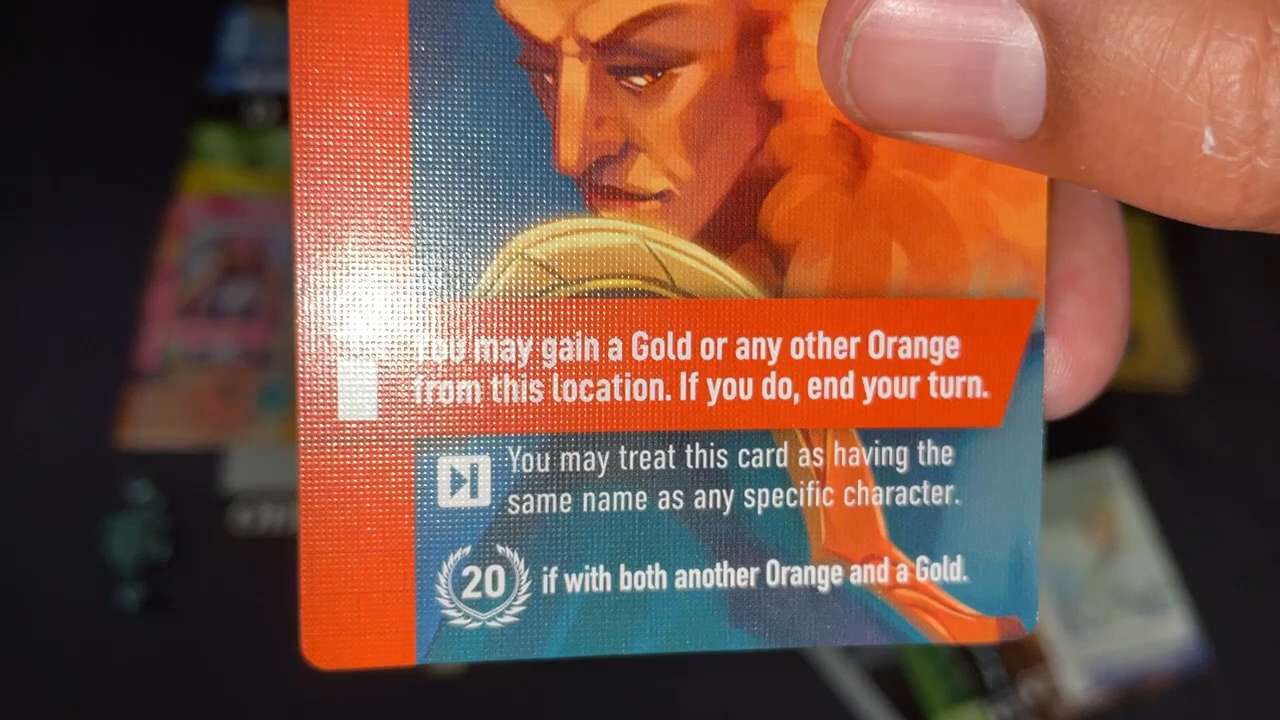 You may gain a Gold or any other Orange
from this location. If you do, end your turn.
You may treat this card as having the
same name as any specific character.
20 if with both another Orange and a Gold.